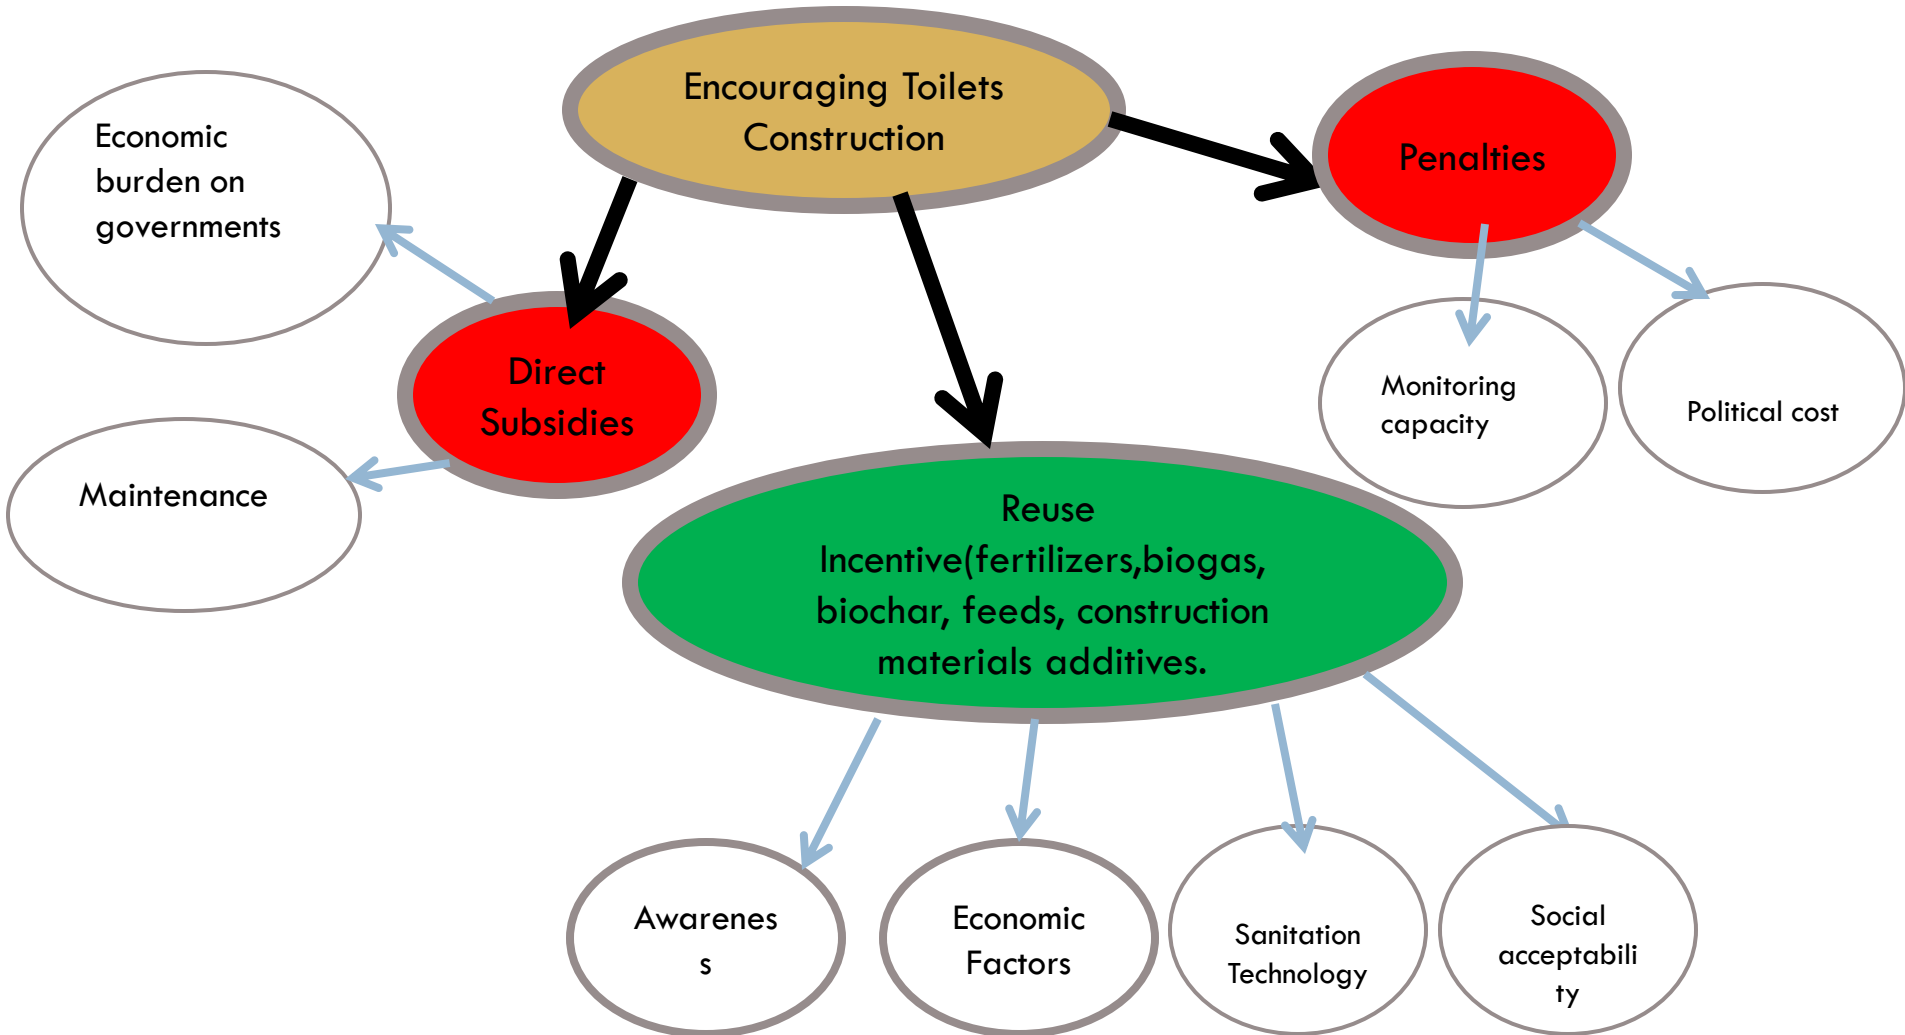 Encouraging Toilets
Construction
Penalties
Economic
burden on
governments
Direct
Subsidies
Monitoring
capacity
Political cost
Maintenance
Reuse
Incentive(fertilizers,biogas,
biochar, feeds, construction
materials additives.
Awarenes
s
Economic
Factors
Sanitation
Technology
Social
acceptabili
ty